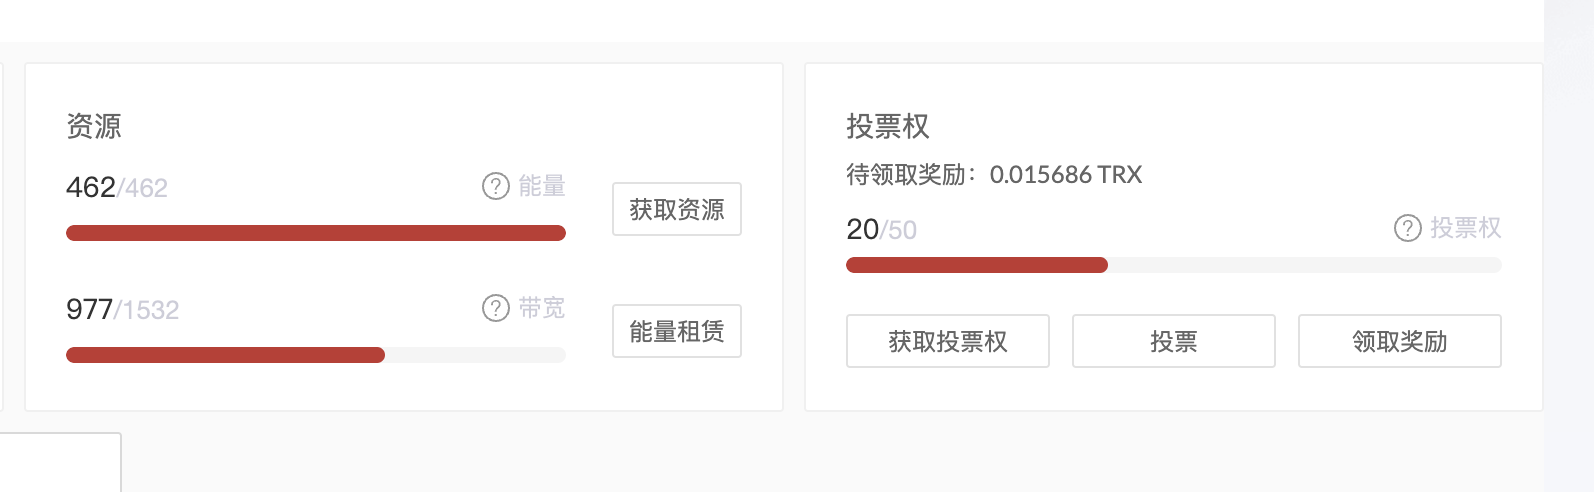 资源
462/462
? 能量
获取资源
977/1532
? 带宽
能量租赁
投票权
待领取奖励：0.015686 TRX
20/50
? 投票权
获取投票权
投票
领取奖励